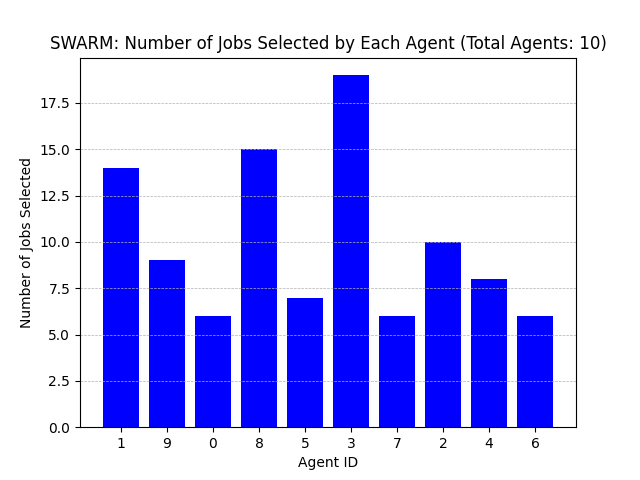 SWARM: Number of Jobs Selected by Each Agent (Total Agents: 10)
Number of Jobs Selected
17.5
15.0
12.5
10.0
7.5
5.0
2.5
0.0
1 9 0 8 5 3 7 2 4 6
Agent ID